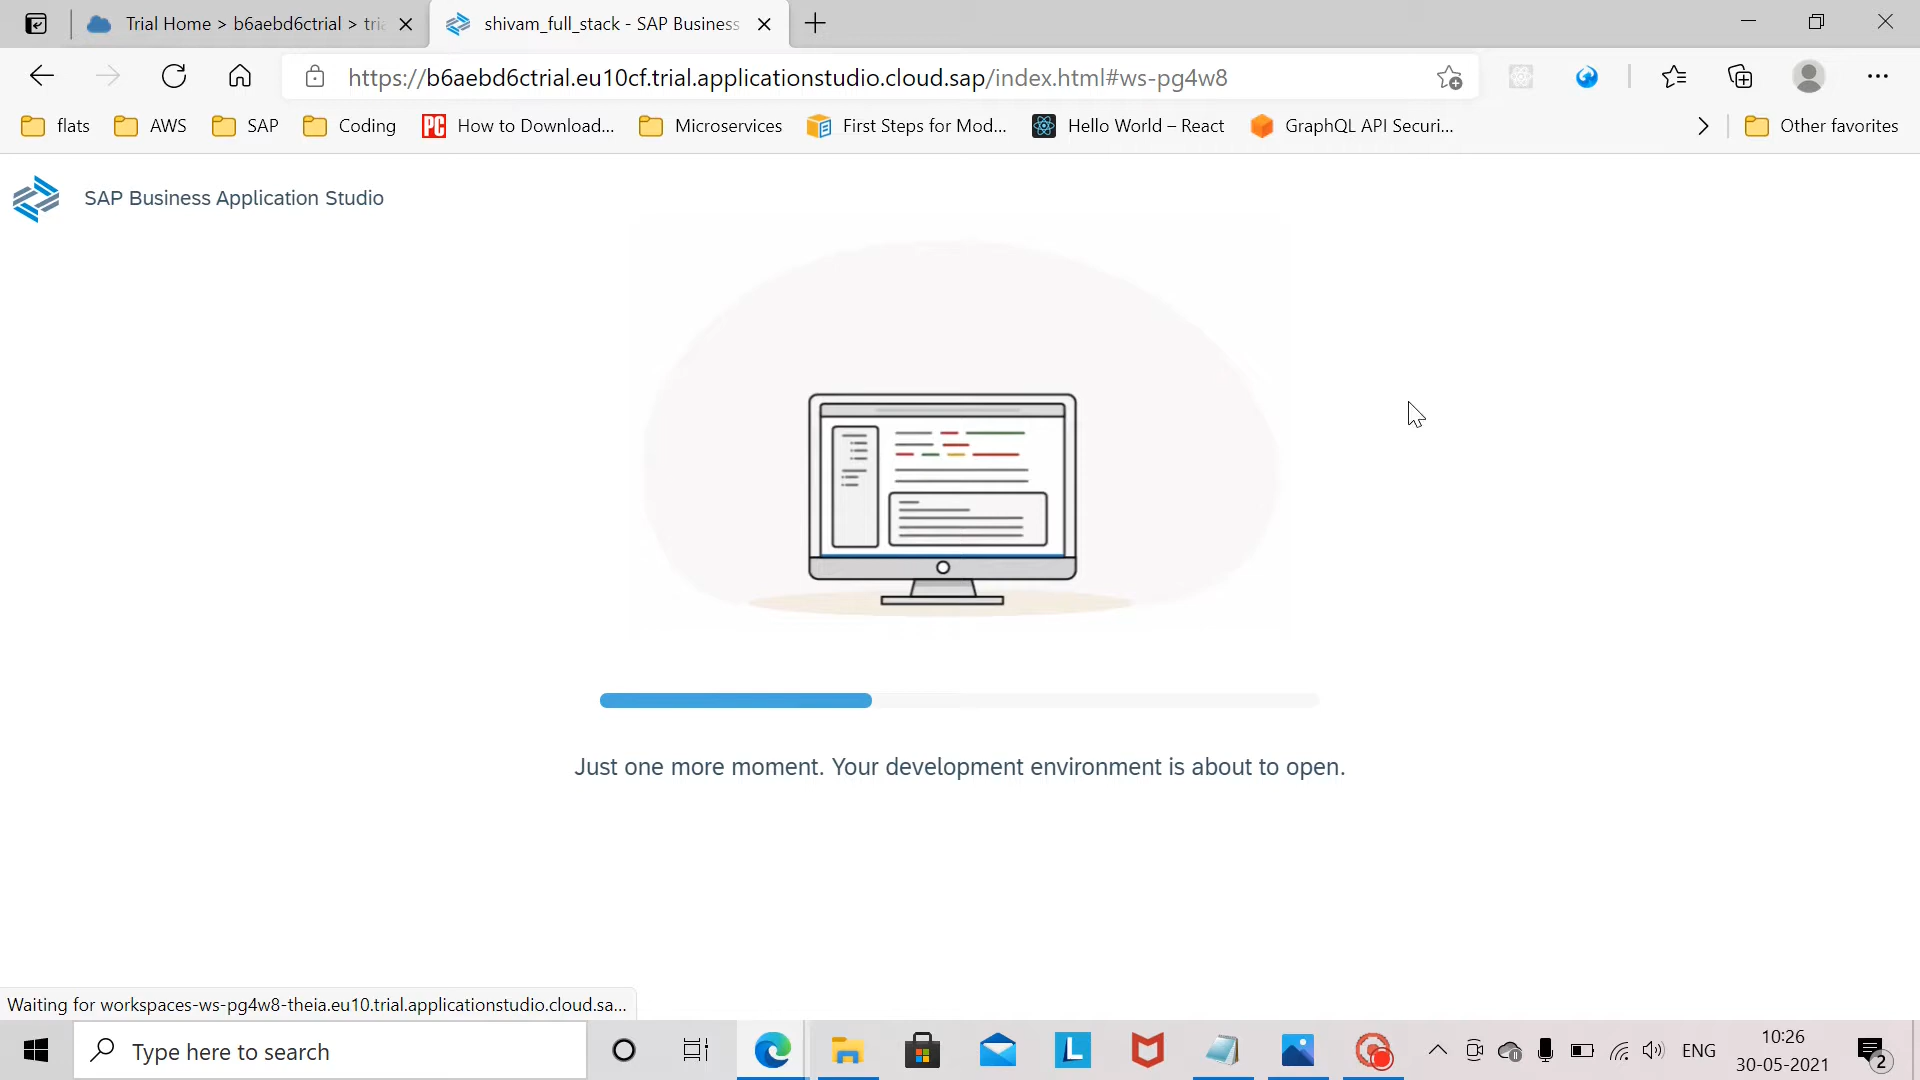 Trial Home > b6aebd6ctrial > tria
shivam_full_stack - SAP Business
https://b6aebd6ctrial.eu10cf.trial.applicationstudio.cloud.sap/index.html#ws-pg4w8
flats
AWS
SAP
Coding
PC
How to Download...
Microservices
First Steps for Mod...
Hello World – React
GraphQL API Securi...
Other favorites
SAP Business Application Studio
Just one more moment. Your development environment is about to open.
Waiting for workspaces-ws-pg4w8-theia.eu10.trial.applicationstudio.cloud.sa...
Type here to search
L
ENG
10:26
30-05-2021
2